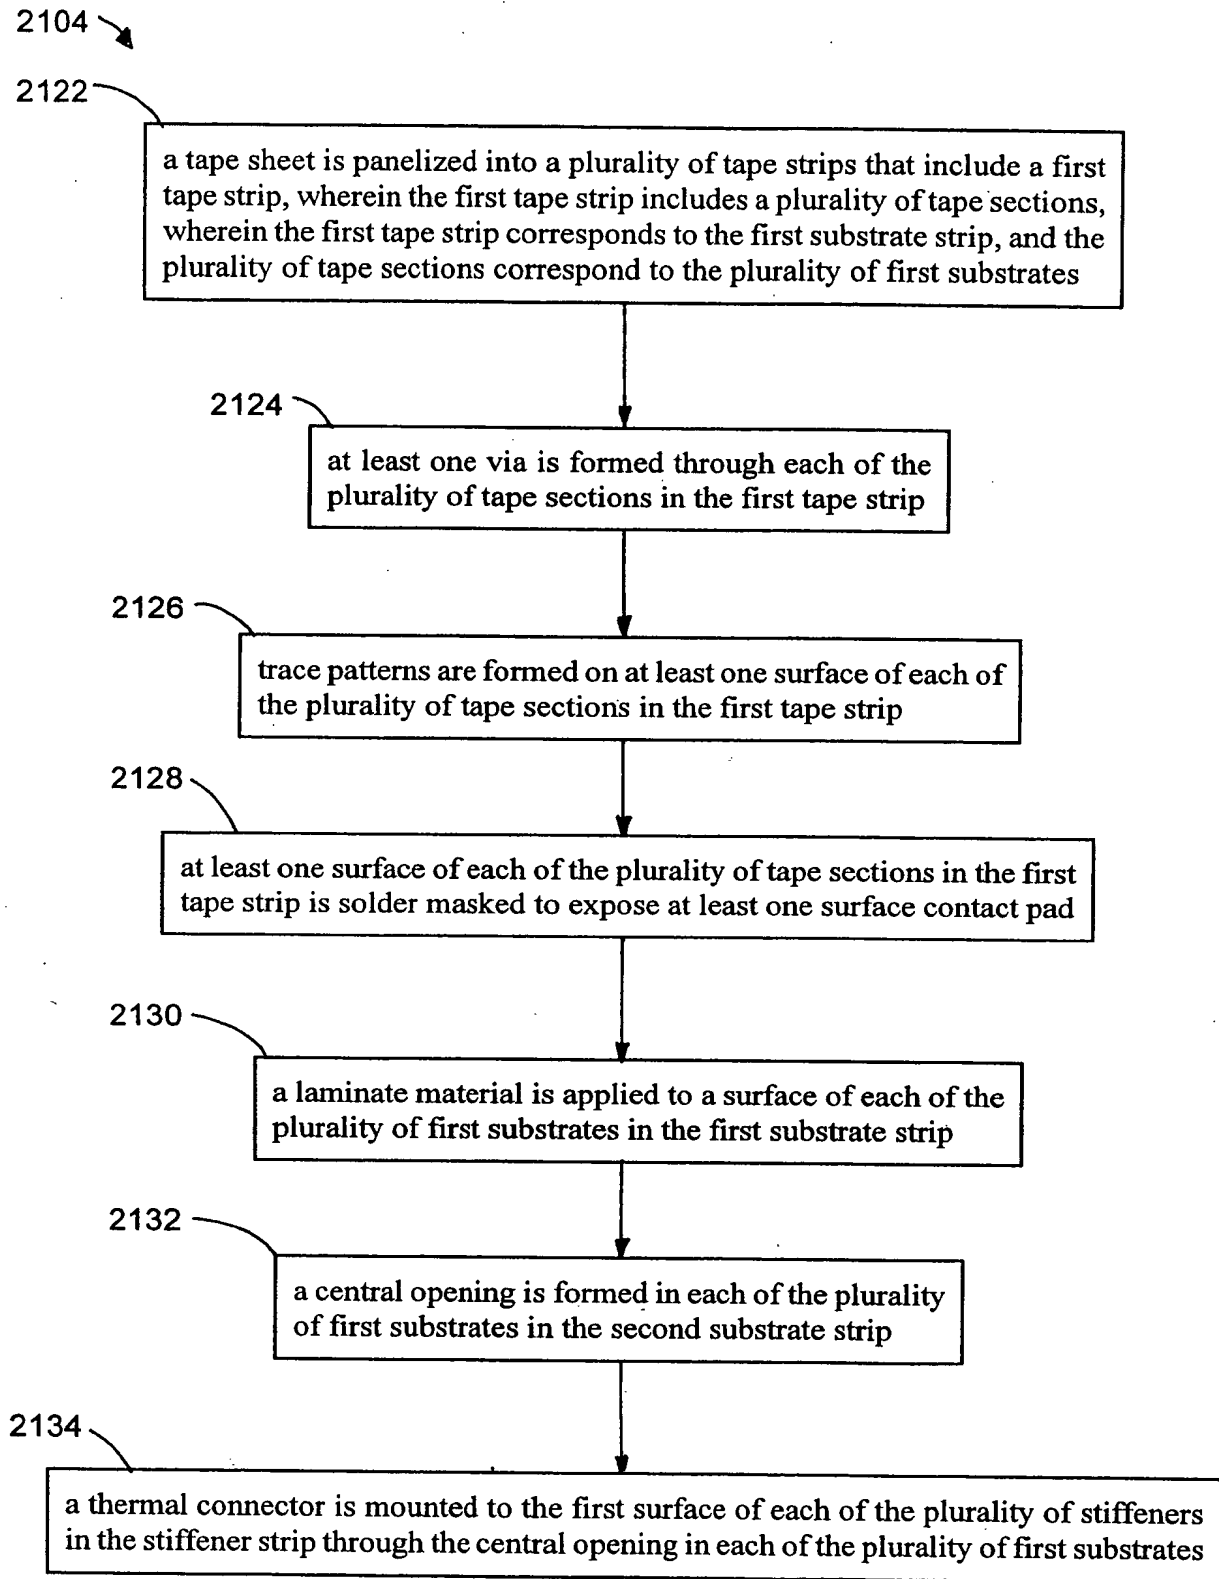 2104
2122
a tape sheet is panelized into a plurality of tape strips that include a first
tape strip, wherein the first tape strip includes a plurality of tape sections,
wherein the first tape strip corresponds to the first substrate strip, and the
plurality of tape sections correspond to the plurality of first substrates
2124
at least one via is formed through each of the
plurality of tape sections in the first tape strip
2126
trace patterns are formed on at least one surface of each of
the plurality of tape sections in the first tape strip
2128
at least one surface of each of the plurality of tape sections in the first
tape strip is solder masked to expose at least one surface contact pad
2130
a laminate material is applied to a surface of each of the
plurality of first substrates in the first substrate strip
2132
a central opening is formed in each of the plurality
of first substrates in the second substrate strip
2134
a thermal connector is mounted to the first surface of each of the plurality of stiffeners
in the stiffener strip through the central opening in each of the plurality of first substrates